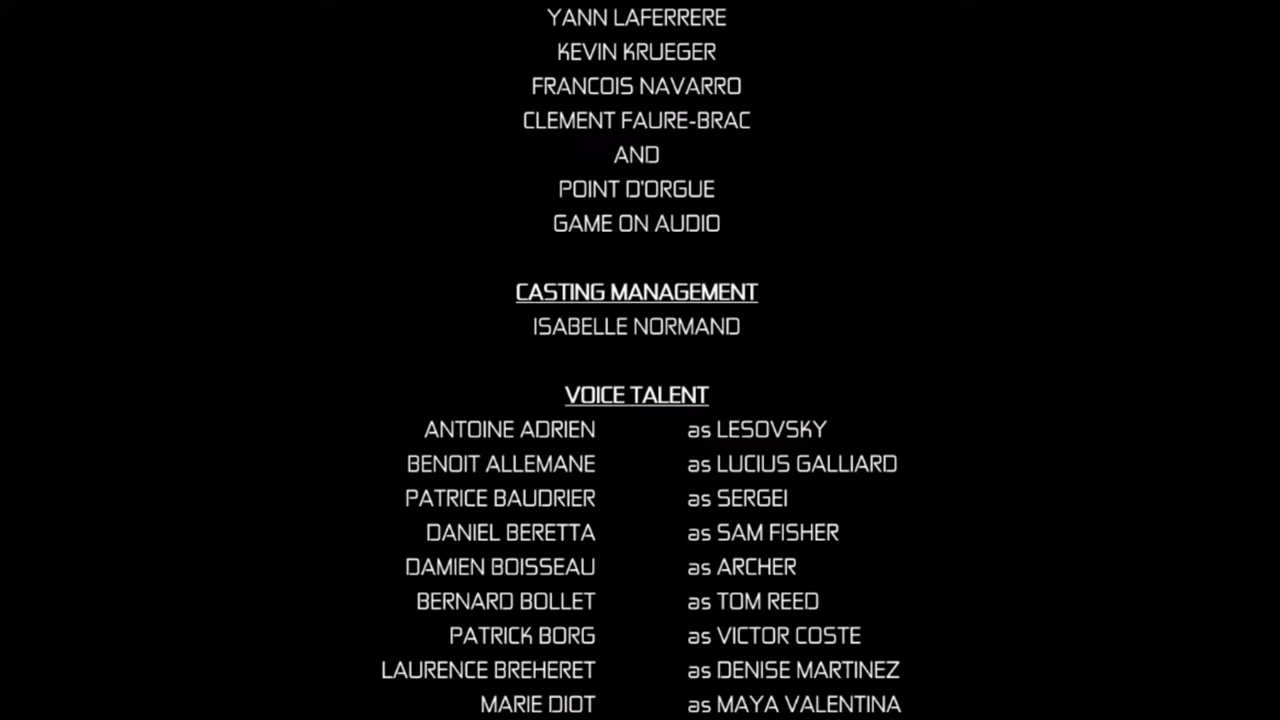 YANN LAFERRERE
KEVIN KRUEGER
FRANCOIS NAVARRO
CLEMENT FAURE-BRAC
AND
POINT D'ORGUE
GAME ON AUDIO
CASTING MANAGEMENT
ISABELLE NORMAND
VOICE TALENT
ANTOINE ADRIEN as LESOVSKY
BENOIT ALLEMANE as LUCIUS GALLIARD
PATRICE BAUDRIER as SERGEI
DANIEL BERETTA as SAM FISHER
DAMIEN BOISSEAU as ARCHER
BERNARD BOLLET as TOM REED
PATRICK BORG as VICTOR COSTE
LAURENCE BREHERET as DENISE MARTINEZ
MARIE DIOT as MAYA VALENTINA